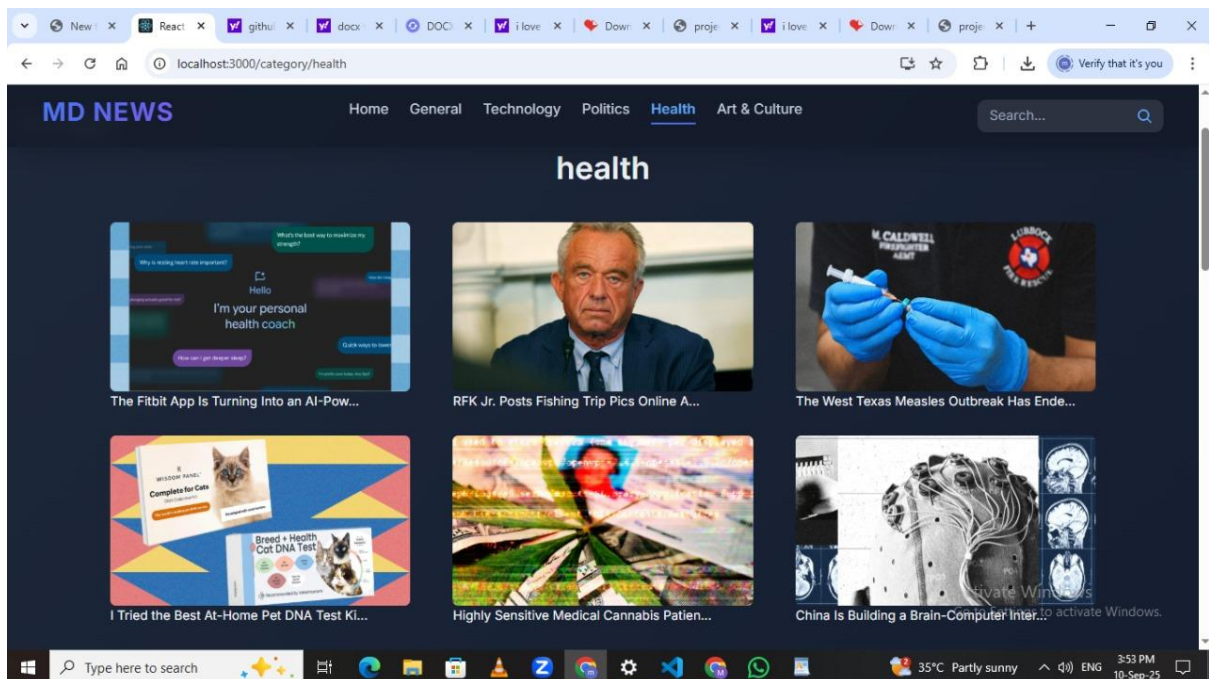 New
React
githu
docx
DOC
i love
Down
proje
i love
Down
proje
localhost:3000/category/health
Verify that it's you
MD NEWS
Home General Technology Politics Health Art & Culture
Search...
health
What's the best way to maximize my strength?
Why is resting heart rate important?
Hello
I'm your personal
health coach
Quick ways to lower
How can I get deeper sleep?
M. CALDWELL
FIREFIGHTER
AEMT
LUBBOCK
FIRE RESCUE
The Fitbit App Is Turning Into an AI-Pow...
RFK Jr. Posts Fishing Trip Pics Online A...
The West Texas Measles Outbreak Has Ende...
WISDOM PANEL
Complete for Cats
Breed + Health
Cat DNA Test
I Tried the Best At-Home Pet DNA Test Ki...
Highly Sensitive Medical Cannabis Patien...
China Is Building a Brain-Computer Inter...
Activate Windows
Go to Settings to activate Windows.
Type here to search
35°C Partly sunny
ENG
3:53 PM
10-Sep-25